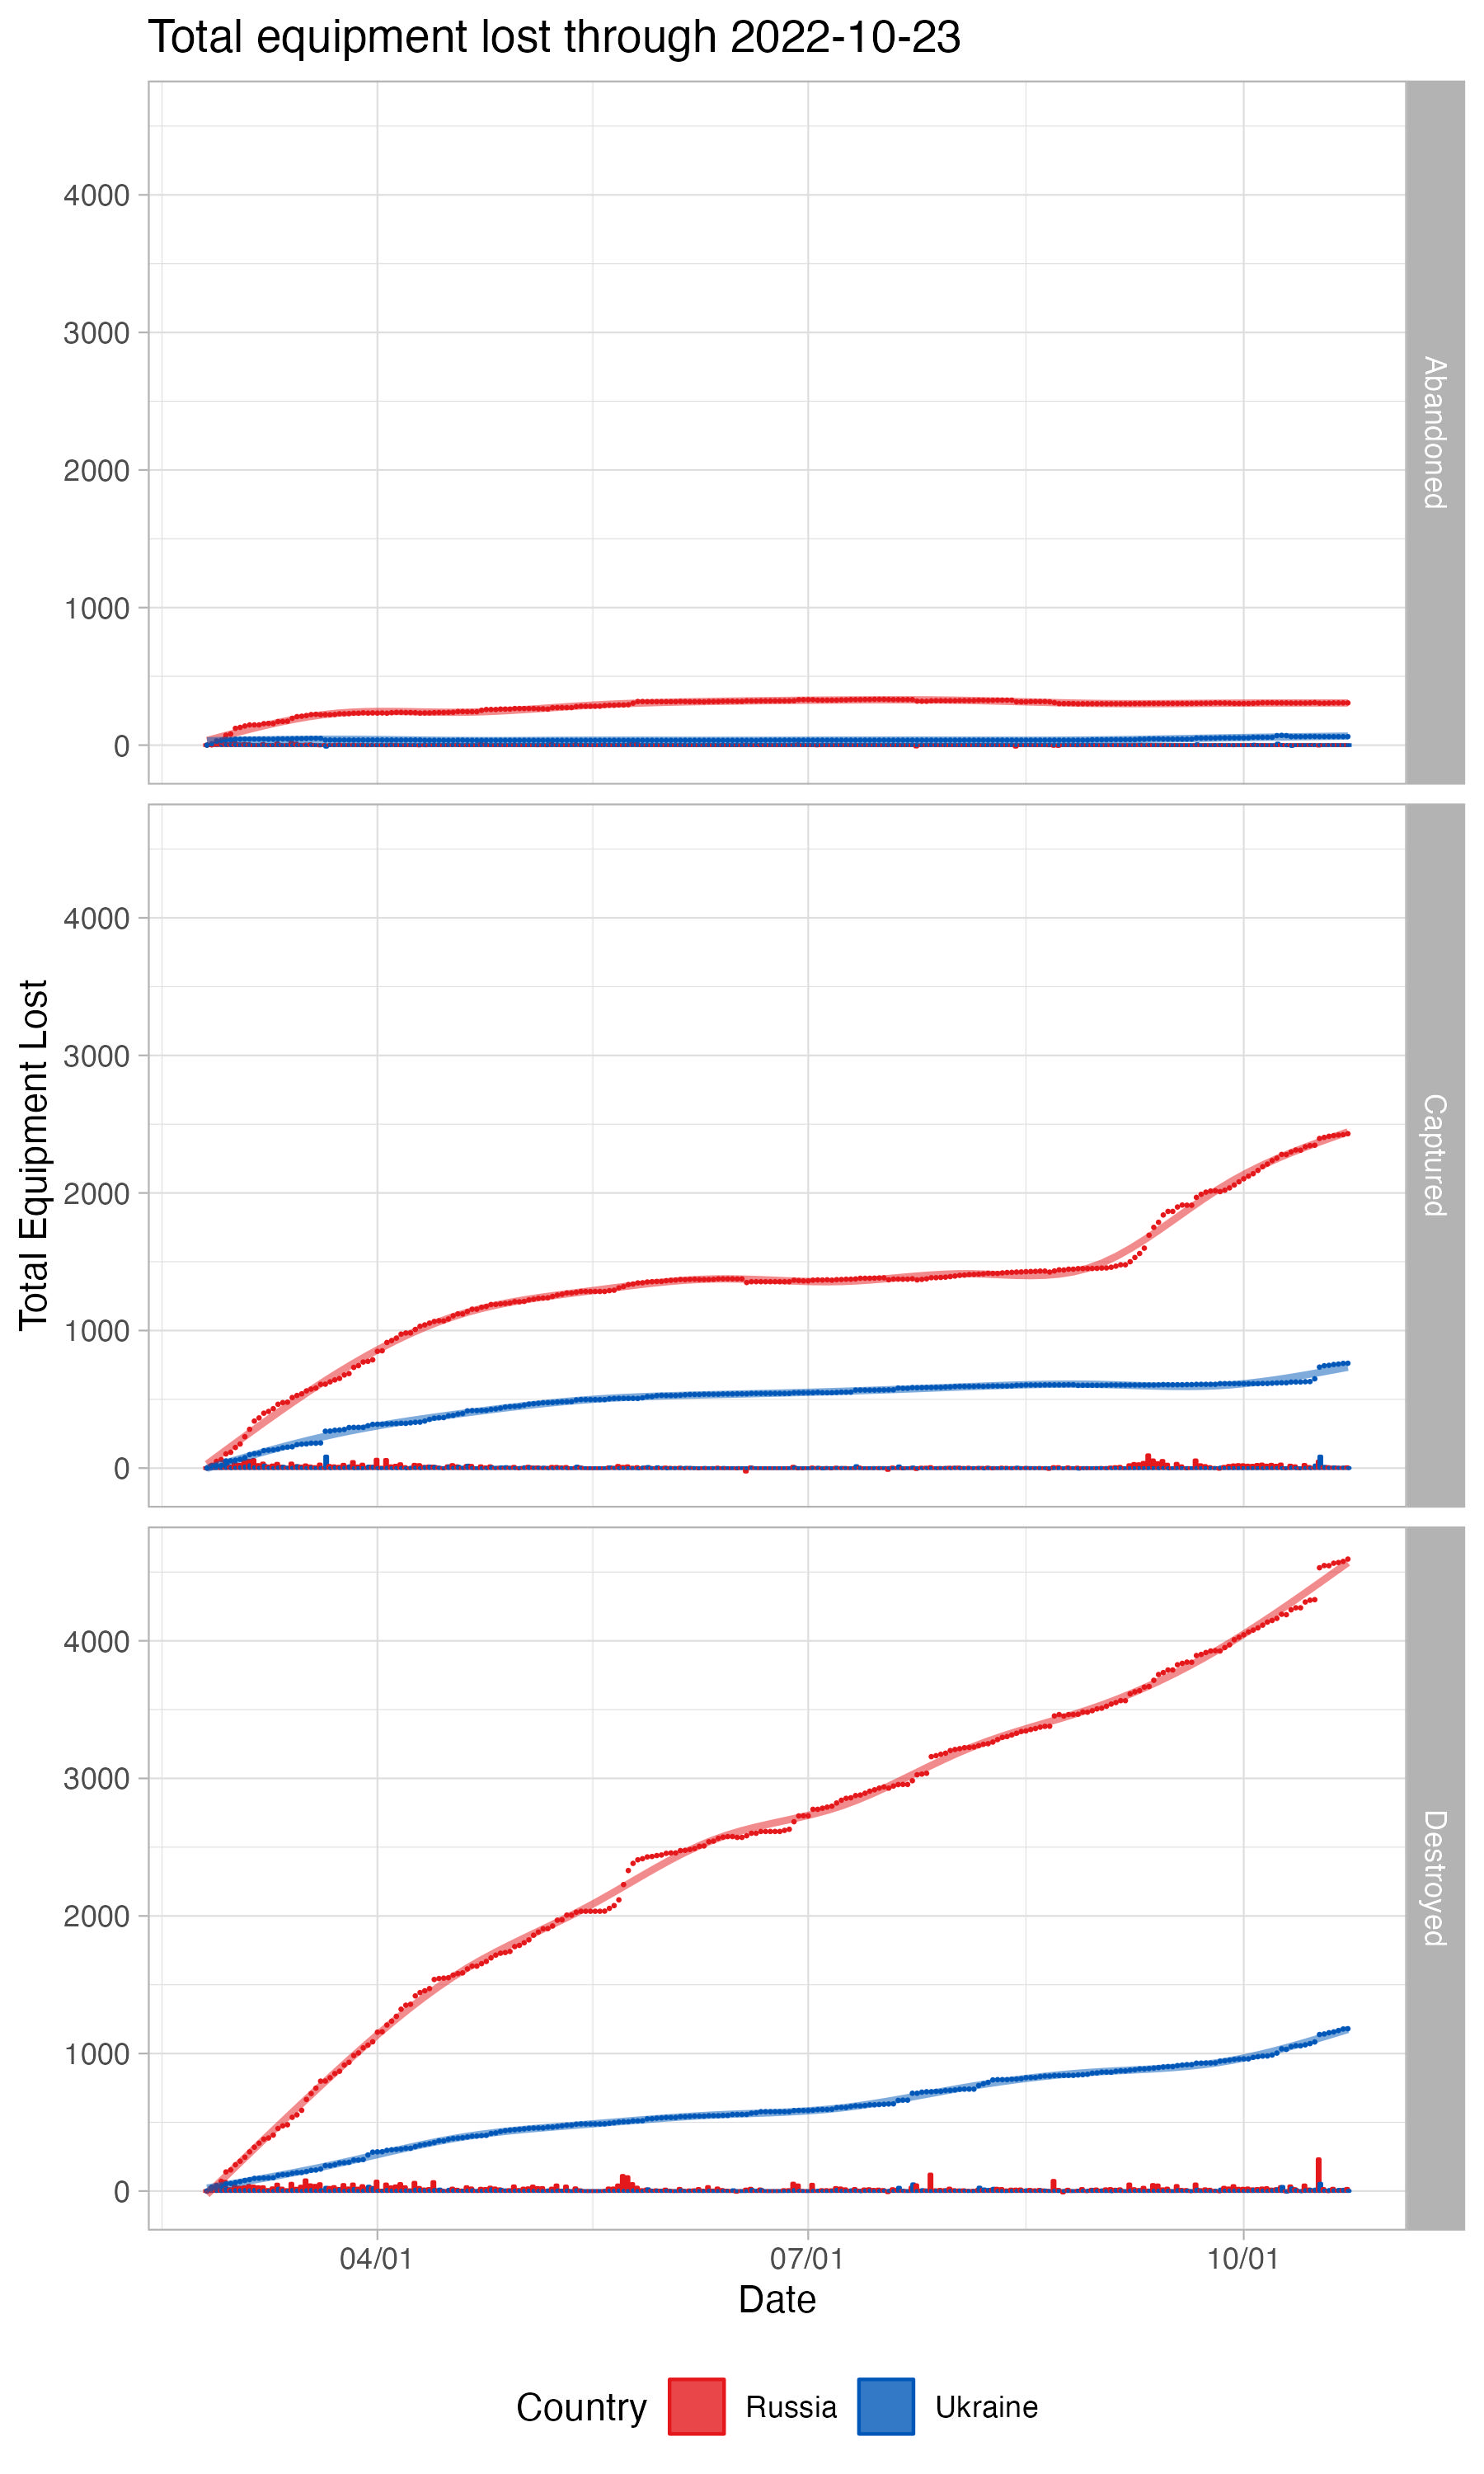 Total equipment lost through 2022-10-23
4000
3000
2000
1000
0
Abandoned
Total Equipment Lost
4000
3000
2000
1000
0
Captured
4000
3000
2000
1000
0
Destroyed
04/01 07/01 10/01
Date
Country Russia Ukraine